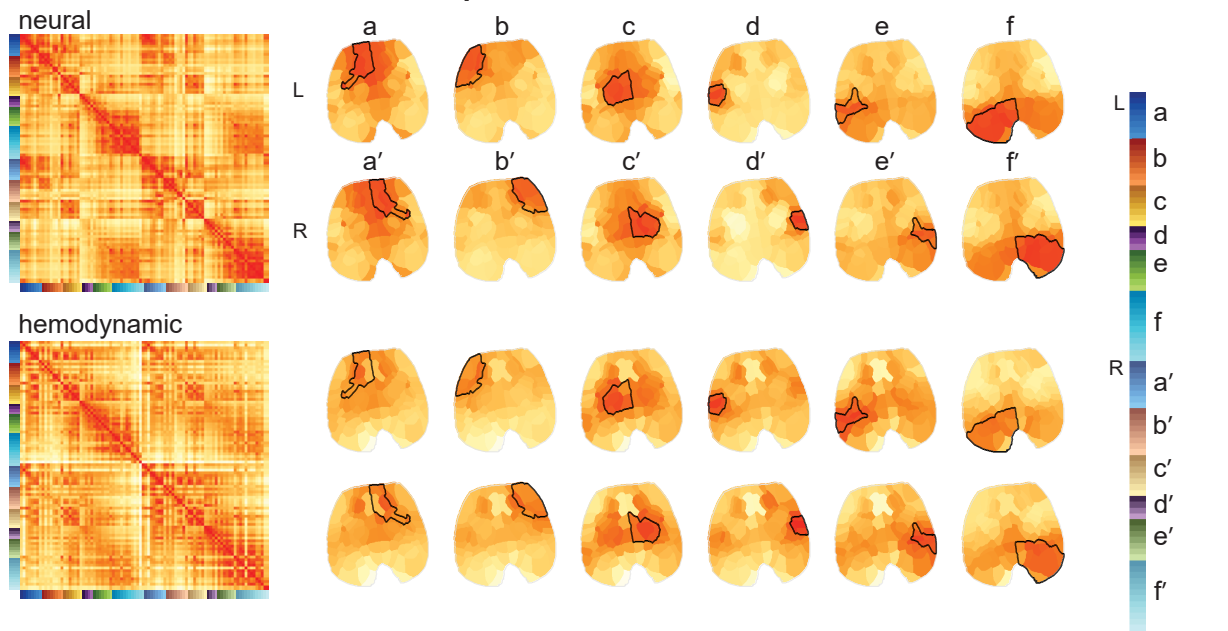 neural
a b c d e f
L
a′ b′ c′ d′ e′ f′
R
hemodynamic
L
a
b
c
d
e
f
R
a′
b′
c′
d′
e′
f′